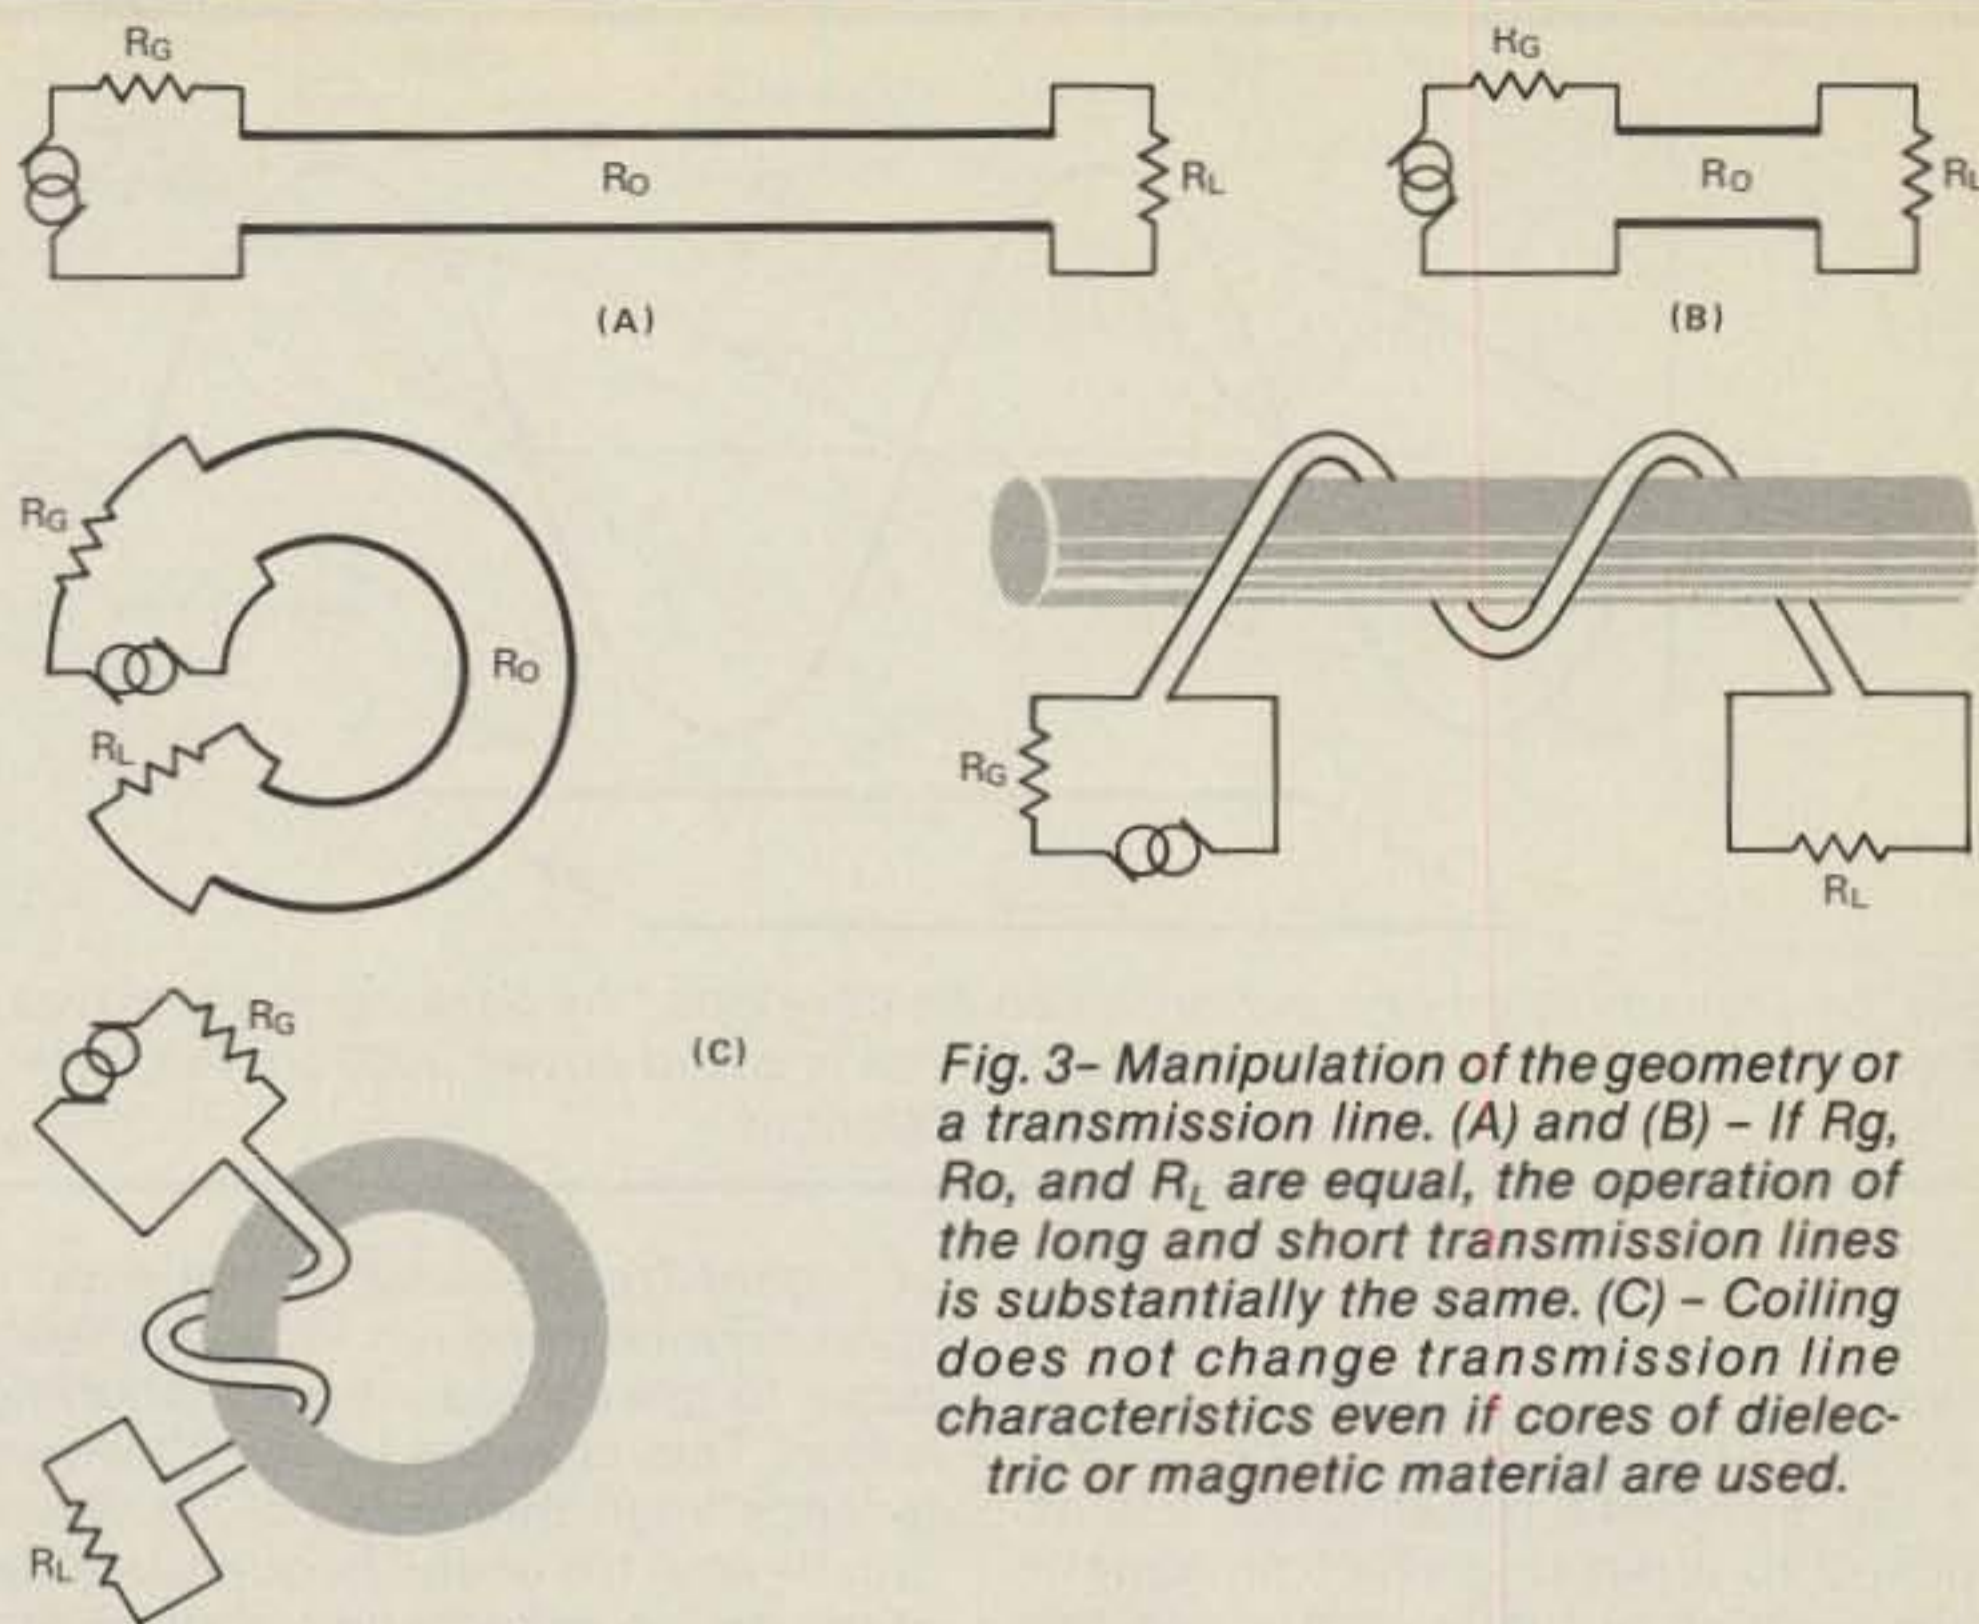 RG
RO
RL
(A)
RG
RO
RL
(B)
RG
RO
RL
RG
RL
RG
RL
(C)
Fig. 3– Manipulation of the geometry of
a transmission line. (A) and (B) – If Rg,
Ro, and RL are equal, the operation of
the long and short transmission lines
is substantially the same. (C) – Coiling
does not change transmission line
characteristics even if cores of dielec-
tric or magnetic material are used.